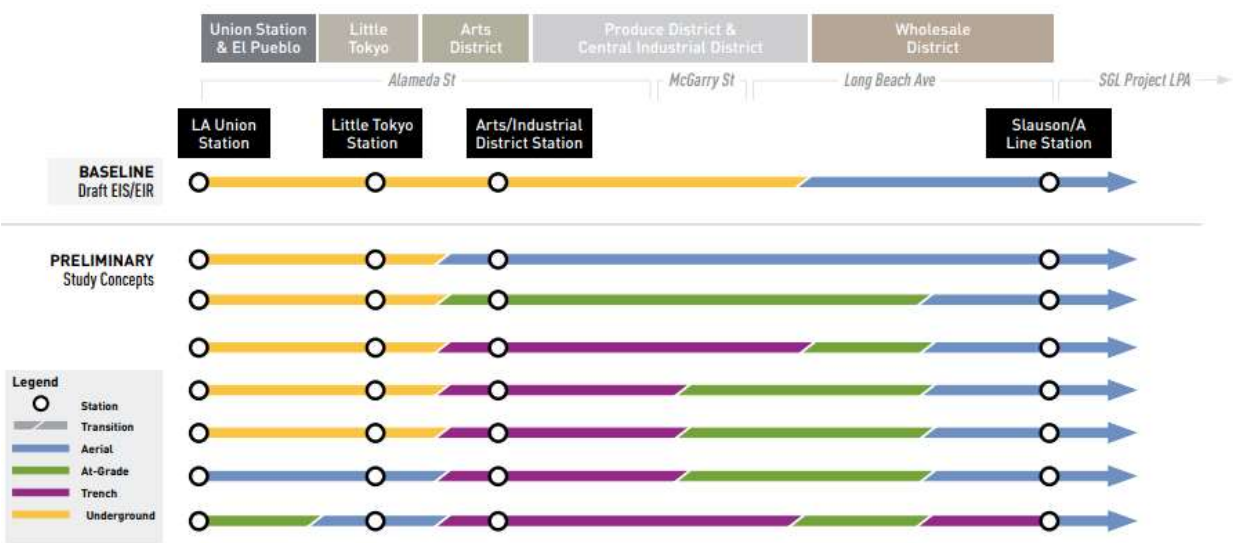 Union Station
& El Pueblo
Little
Tokyo
Arts
District
Produce District &
Central Industrial District
Wholesale
District
Alameda St
McGarry St
Long Beach Ave
SGL Project LPA
LA Union
Station
Little Tokyo
Station
Arts/Industrial
District Station
Slauson/A
Line Station
BASELINE
Draft EIS/EIR
PRELIMINARY
Study Concepts
Legend
Station
Transition
Aerial
At-Grade
Trench
Underground